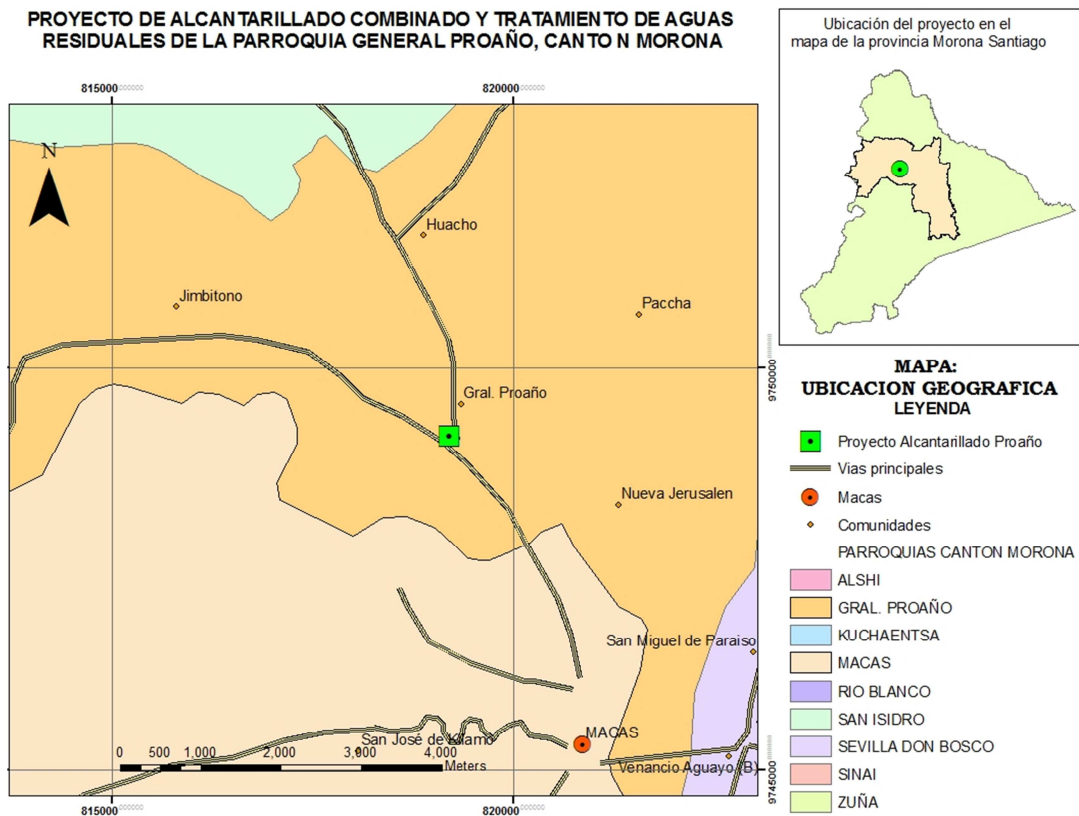 PROYECTO DE ALCANTARILLADO COMBINADO Y TRATAMIENTO DE AGUAS
RESIDUALES DE LA PARROQUIA GENERAL PROAÑO, CANTO N MORONA
815000
820000
N
Huacho
Jimbitono
Paccha
9750000
Gral. Proaño
Nueva Jerusalen
San Miguel de Paraiso
MACAS
San José de
0 500 1,000 2,000 3,000 4,000
Meters
Venancio Aguayo (B)
9745000
815000
820000
Ubicación del proyecto en el
mapa de la provincia Morona Santiago
MAPA:
UBICACION GEOGRAFICA
LEYENDA
Proyecto Alcantarillado Proaño
Vias principales
Macas
Comunidades
PARROQUIAS CANTON MORONA
ALSHI
GRAL. PROAÑO
KUCHAENTSA
MACAS
RIO BLANCO
SAN ISIDRO
SEVILLA DON BOSCO
SINAI
ZUÑA